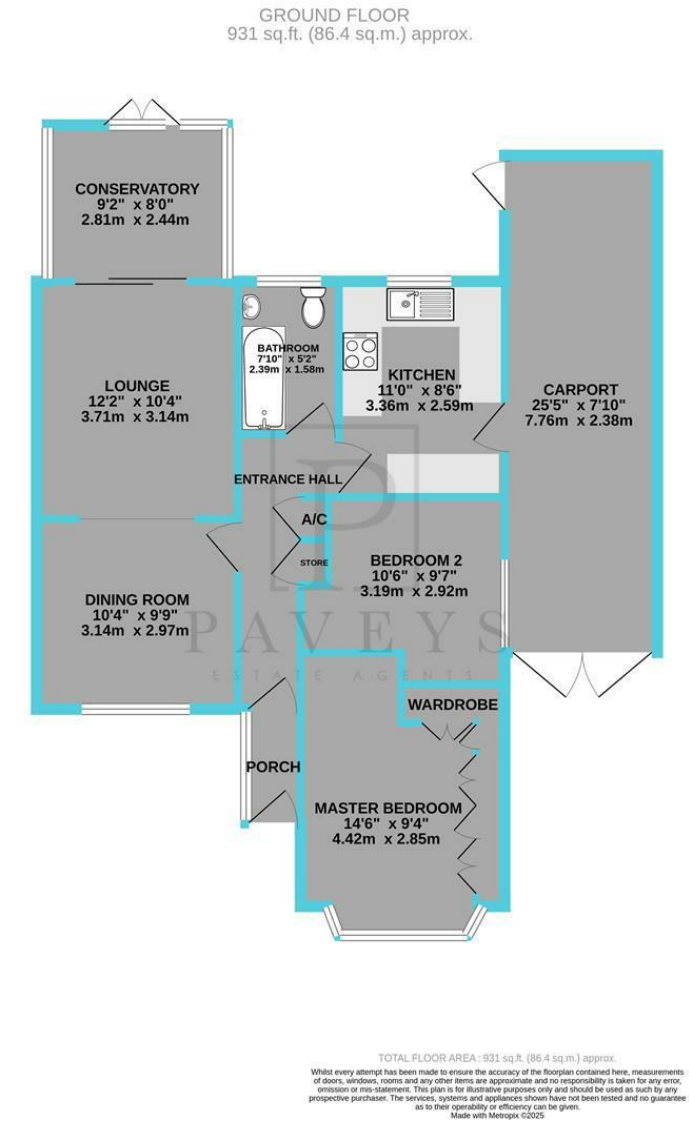 GROUND FLOOR
931 sq.ft. (86.4 sq.m.) approx.
CONSERVATORY
9'2" x 8'0"
2.81m x 2.44m
LOUNGE
12'2" x 10'4"
3.71m x 3.14m
BATHROOM
7'10" x 5'2"
2.39m x 1.58m
KITCHEN
11'0" x 8'6"
3.36m x 2.59m
CARPORT
25'5" x 7'10"
7.76m x 2.38m
ENTRANCE HALL
A/C
STORE
BEDROOM 2
10'6" x 9'7"
3.19m x 2.92m
DINING ROOM
10'4" x 9'9"
3.14m x 2.97m
P
PAVEYS
ESTATE AGENTS
WARDROBE
PORCH
MASTER BEDROOM
14'6" x 9'4"
4.42m x 2.85m
TOTAL FLOOR AREA : 931 sq.ft. (86.4 sq.m.) approx.
Whilst every attempt has been made to ensure the accuracy of the floorplan contained here, measurements
of doors, windows, rooms and any other items are approximate and no responsibility is taken for any error,
omission or mis-statement. This plan is for illustrative purposes only and should be used as such by any
prospective purchaser. The services, systems and appliances shown have not been tested and no guarantee
as to their operability or efficiency can be given.
Made with Metropix ©2025